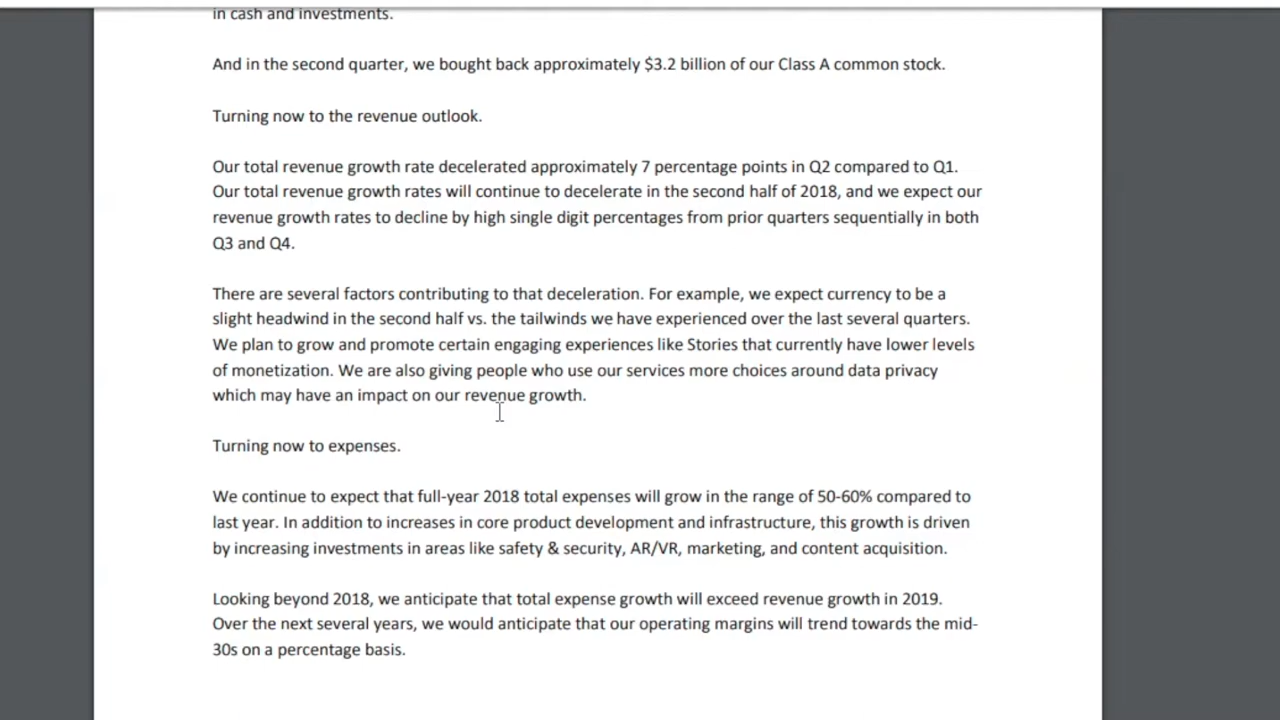 in cash and investments.
And in the second quarter, we bought back approximately $3.2 billion of our Class A common stock.
Turning now to the revenue outlook.
Our total revenue growth rate decelerated approximately 7 percentage points in Q2 compared to Q1.
Our total revenue growth rates will continue to decelerate in the second half of 2018, and we expect our
revenue growth rates to decline by high single digit percentages from prior quarters sequentially in both
Q3 and Q4.
There are several factors contributing to that deceleration. For example, we expect currency to be a
slight headwind in the second half vs. the tailwinds we have experienced over the last several quarters.
We plan to grow and promote certain engaging experiences like Stories that currently have lower levels
of monetization. We are also giving people who use our services more choices around data privacy
which may have an impact on our revenue growth.
Turning now to expenses.
We continue to expect that full-year 2018 total expenses will grow in the range of 50-60% compared to
last year. In addition to increases in core product development and infrastructure, this growth is driven
by increasing investments in areas like safety & security, AR/VR, marketing, and content acquisition.
Looking beyond 2018, we anticipate that total expense growth will exceed revenue growth in 2019.
Over the next several years, we would anticipate that our operating margins will trend towards the mid-
30s on a percentage basis.